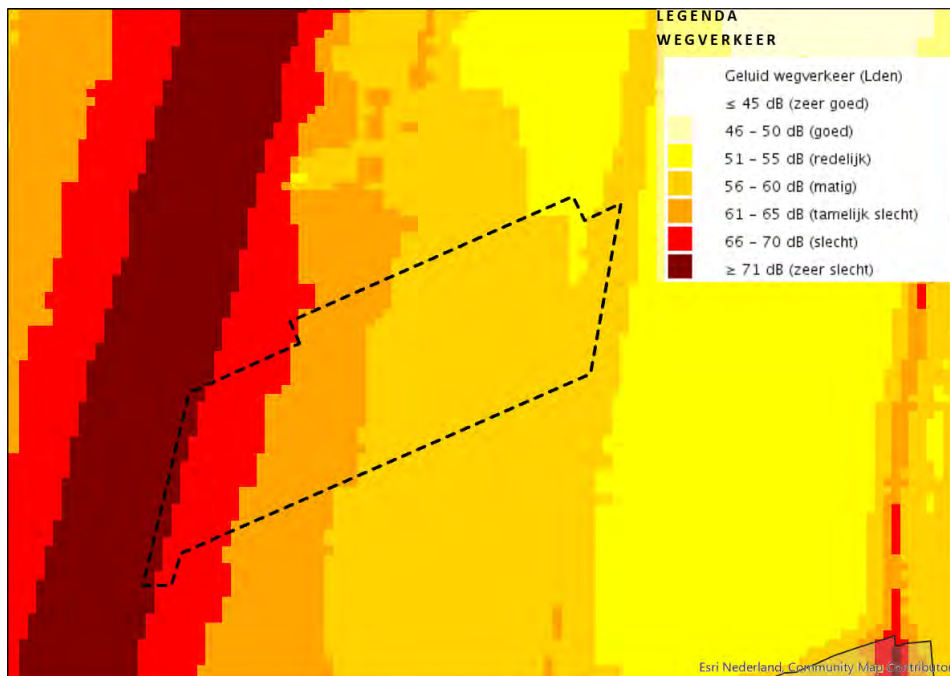 LEGENDA
WEGVERKEER
Geluid wegverkeer (Lden)
≤ 45 dB (zeer goed)
46 – 50 dB (goed)
51 – 55 dB (redelijk)
56 – 60 dB (matig)
61 – 65 dB (tamelijk slecht)
66 – 70 dB (slecht)
≥ 71 dB (zeer slecht)
Esri Nederland, Community Map Contributor